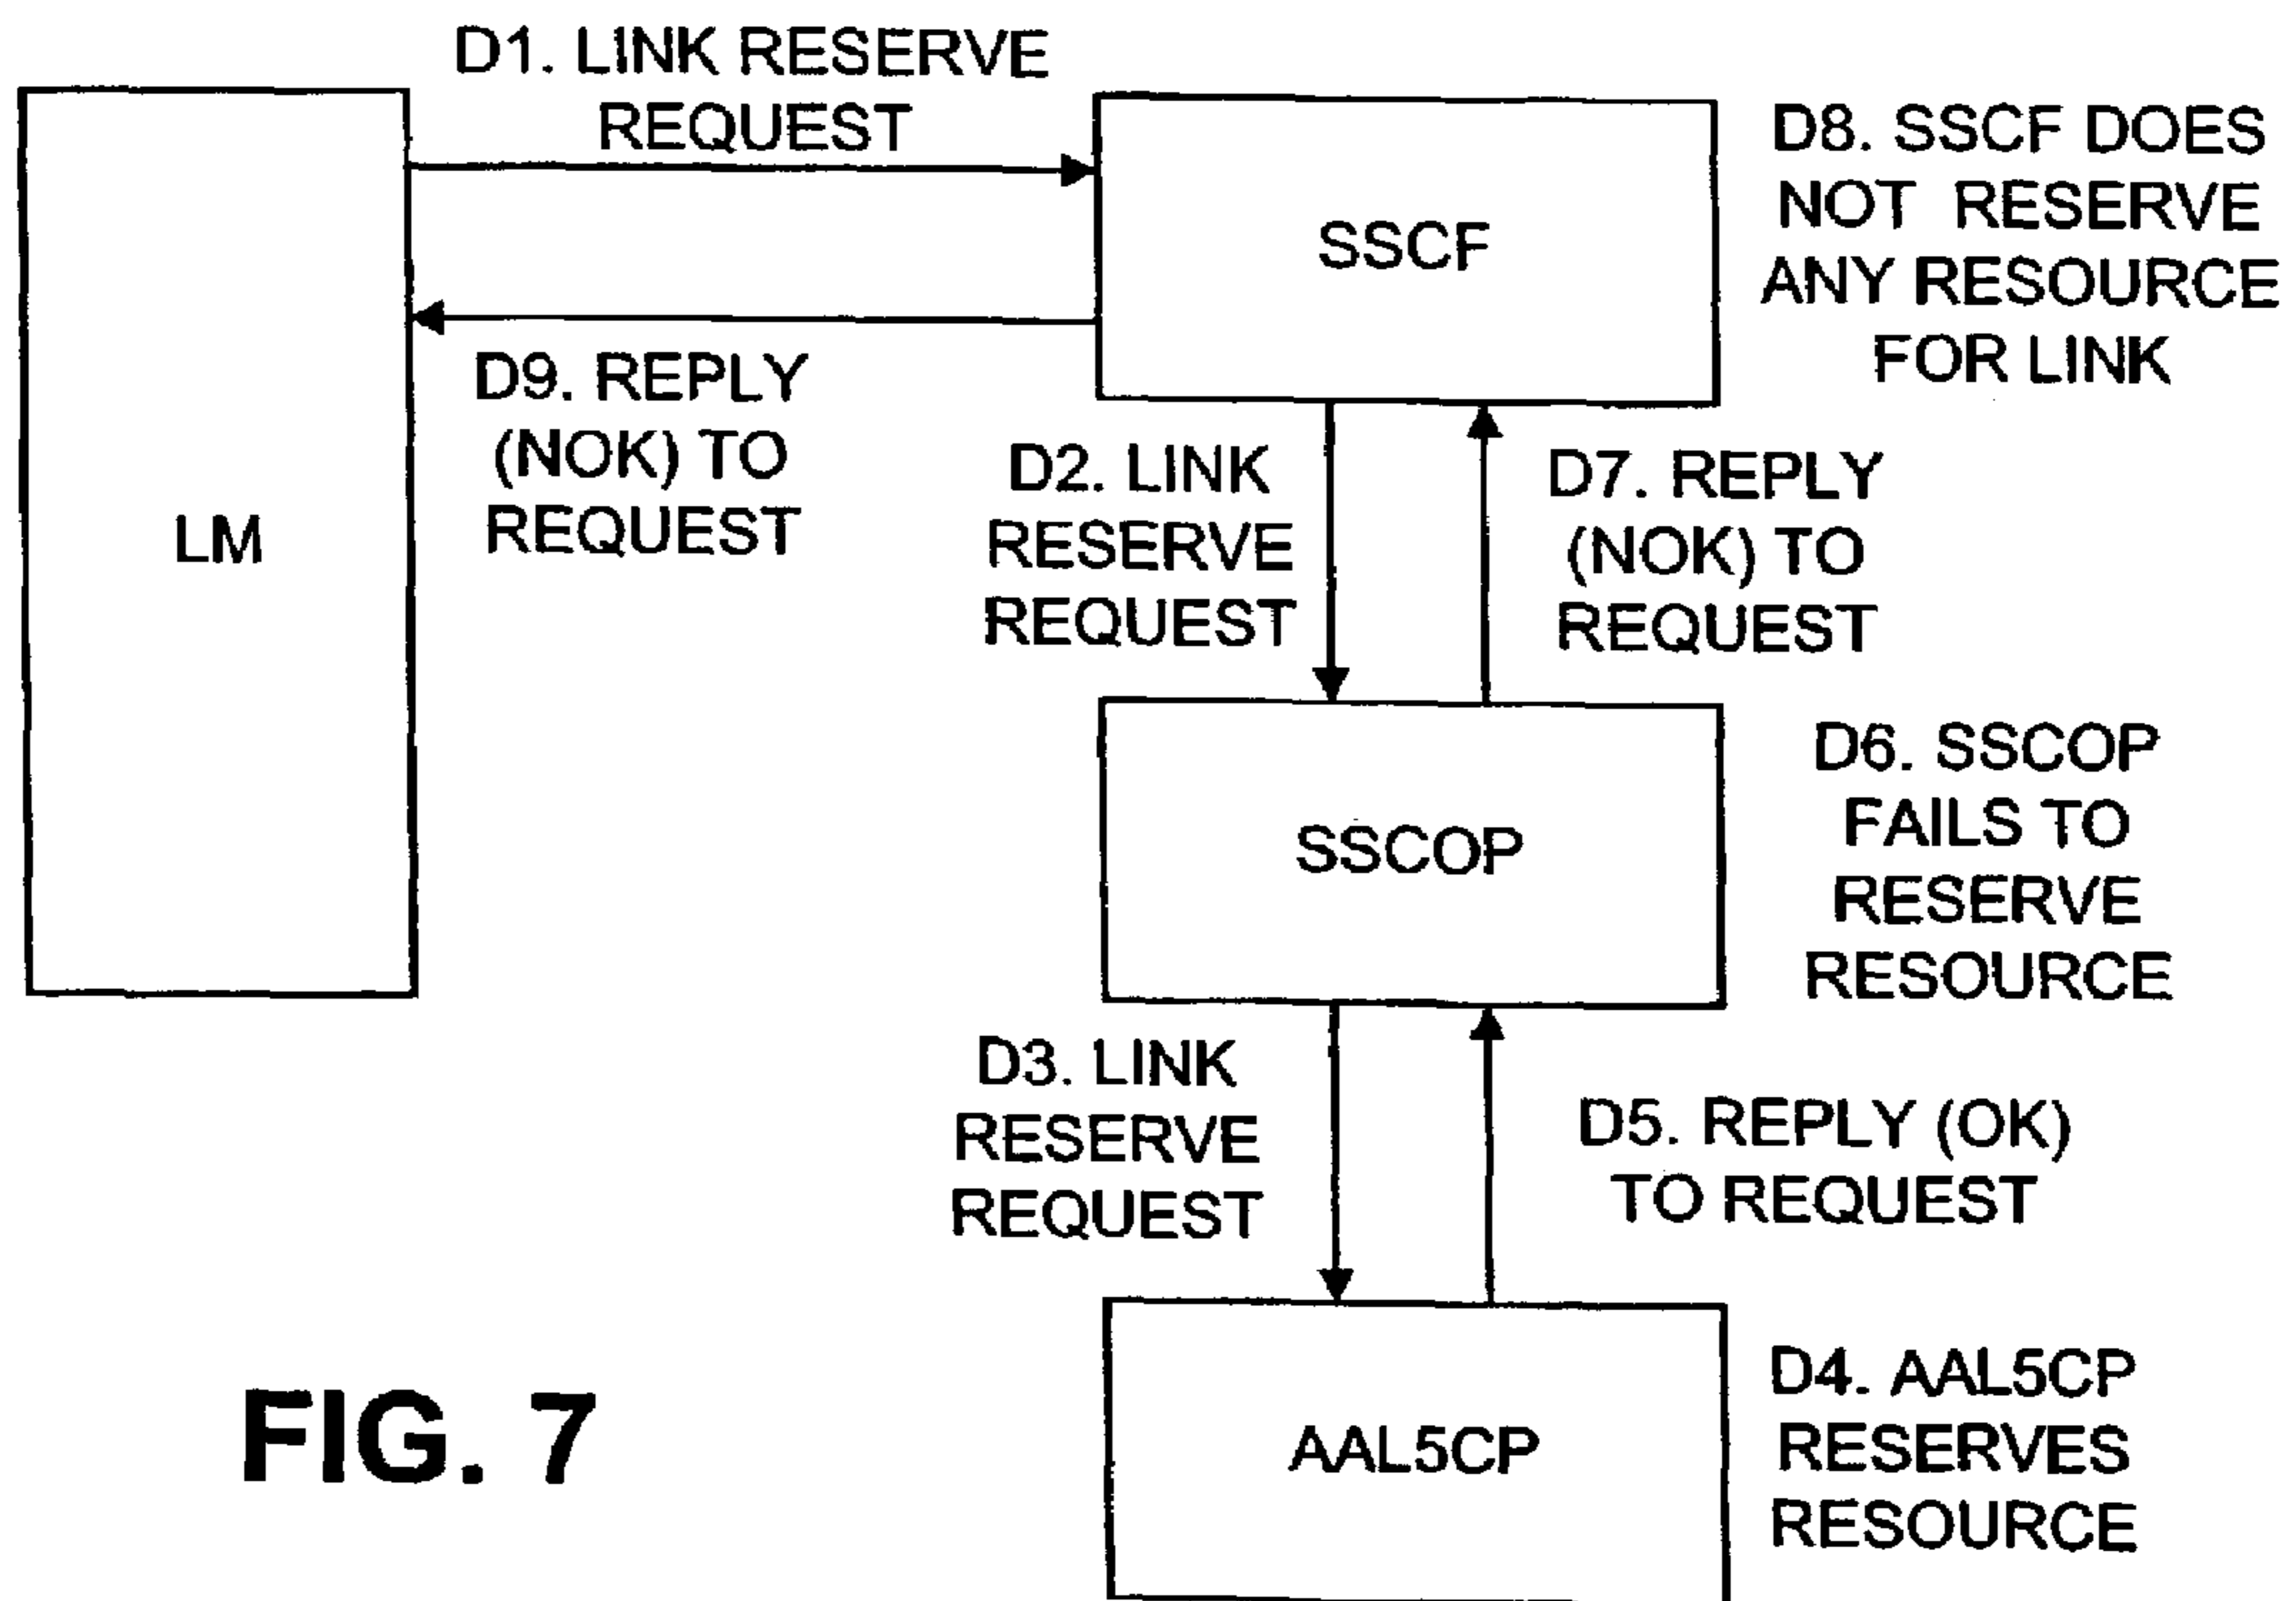 D1. LINK RESERVE
REQUEST
LM
SSCF
D8. SSCF DOES
NOT RESERVE
ANY RESOURCE
FOR LINK
D9. REPLY
(NOK) TO
REQUEST
D2. LINK
RESERVE
REQUEST
D7. REPLY
(NOK) TO
REQUEST
SSCOP
D6. SSCOP
FAILS TO
RESERVE
RESOURCE
D3. LINK
RESERVE
REQUEST
D5. REPLY (OK)
TO REQUEST
AAL5CP
D4. AAL5CP
RESERVES
RESOURCE
FIG. 7